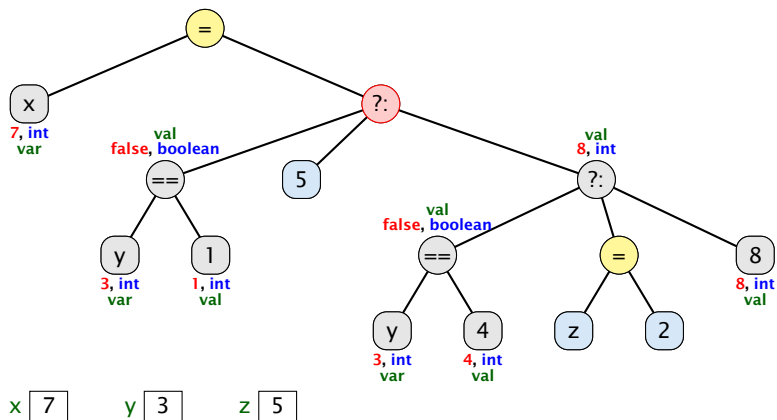 =
x
7, int
var
?:
val
false, boolean
==
5
val
8, int
?:
y
3, int
var
1
1, int
val
val
false, boolean
==
=
8
8, int
val
y
3, int
var
4
4, int
val
z
2
x 7 y 3 z 5